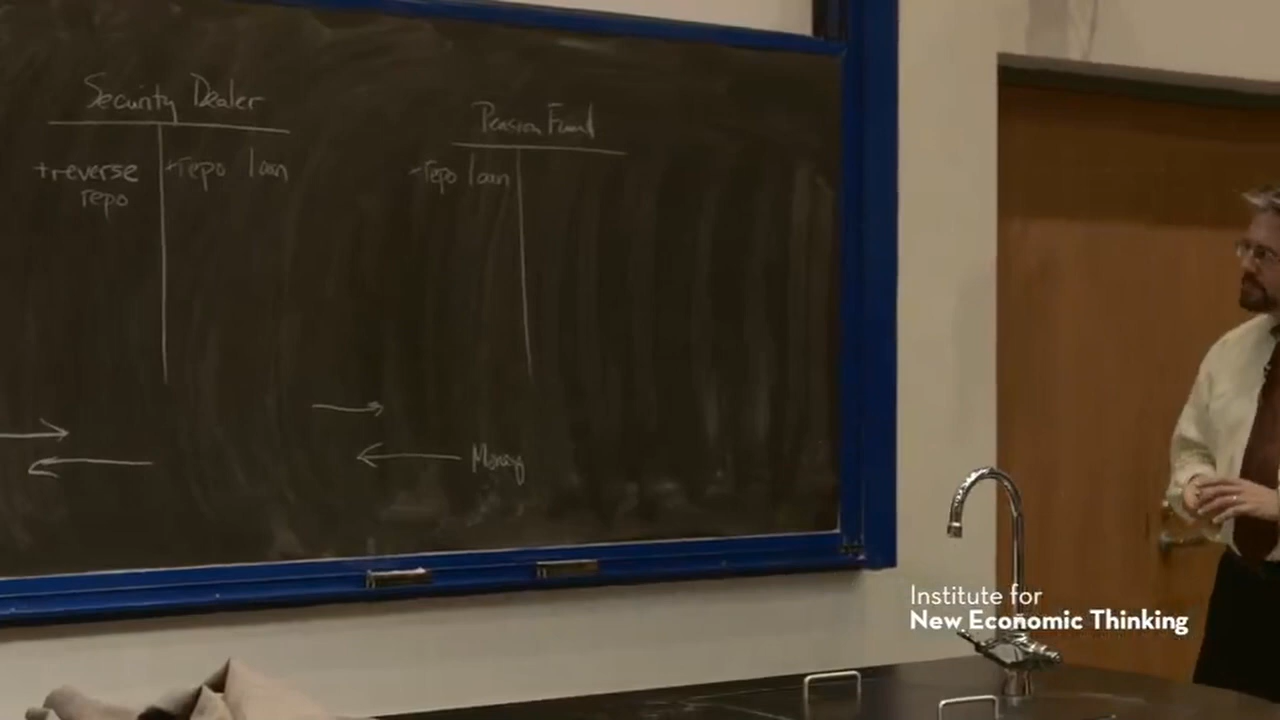 Security Dealer
+reverse
repo
+repo loan
Pension Fund
+repo loan
Money
Institute for
New Economic Thinking